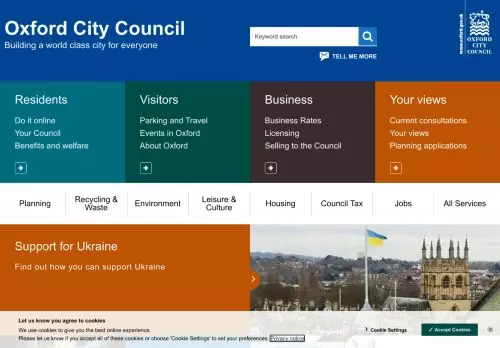 Oxford City Council
Building a world class city for everyone
Keyword search
TELL ME MORE
www.oxford.gov.uk
OXFORD
CITY
COUNCIL
Residents
Do it online
Your Council
Benefits and welfare
Visitors
Parking and Travel
Events in Oxford
About Oxford
Business
Business Rates
Licensing
Selling to the Council
Your views
Current consultations
Your views
Planning applications
Planning
Recycling &
Waste
Environment
Leisure &
Culture
Housing
Council Tax
Jobs
All Services
Support for Ukraine
Find out how you can support Ukraine
Let us know you agree to cookies
We use cookies to give you the best online experience.
Please let us know if you accept all of these cookies or choose 'Cookie Settings' to set your preferences. Privacy notice
Cookie Settings
✓ Accept Cookies